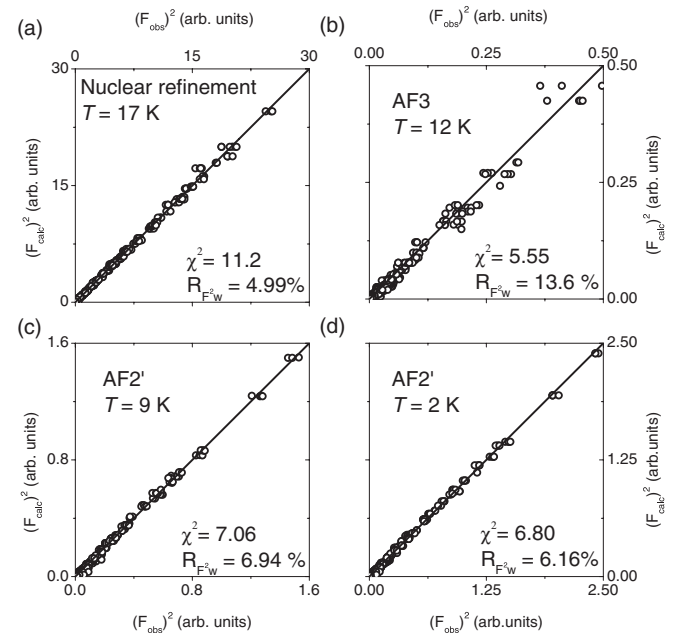 (a)
(F_obs)² (arb. units)
0 15 30
30
15
0
(F_calc)² (arb. units)
Nuclear refinement
T = 17 K
χ² = 11.2
R_F²w = 4.99%
(b)
(F_obs)² (arb. units)
0.00 0.25 0.50
0.50
0.25
0.00
(F_calc)² (arb. units)
AF3
T = 12 K
χ² = 5.55
R_F²w = 13.6 %
(c)
1.6
0.8
0.0
(F_calc)² (arb. units)
AF2'
T = 9 K
χ² = 7.06
R_F²w = 6.94 %
0.0 0.8 1.6
(F_obs)² (arb. units)
(d)
2.50
1.25
0.00
(F_calc)² (arb.units)
AF2'
T = 2 K
χ² = 6.80
R_F²w = 6.16%
0.00 1.25 2.50
(F_obs)² (arb.units)